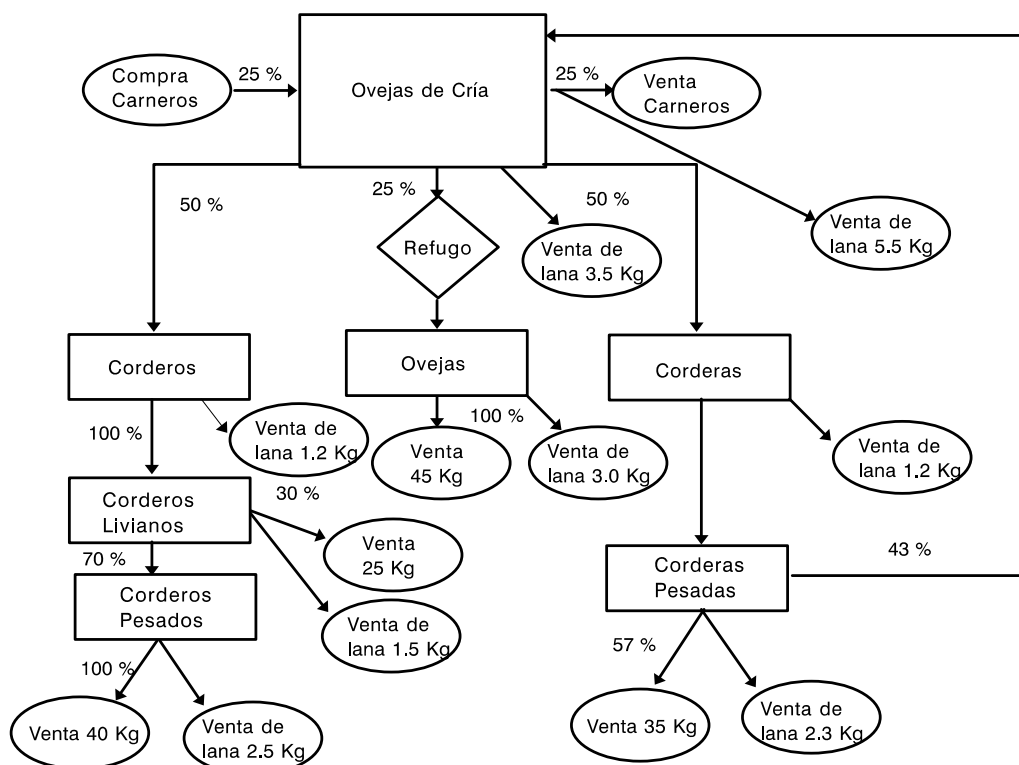 Compra
Carneros
25 %
Ovejas de Cría
25 %
Venta
Carneros
50 %
25 %
50 %
Refugo
Venta de
lana 3.5 Kg
Venta de
lana 5.5 Kg
Corderos
Ovejas
Corderas
100 %
Venta de
lana 1.2 Kg
100 %
Venta
45 Kg
Venta de
lana 3.0 Kg
Venta de
lana 1.2 Kg
Corderos
Livianos
30 %
Venta
25 Kg
70 %
Corderos
Pesados
Venta de
lana 1.5 Kg
Corderas
Pesadas
43 %
100 %
57 %
Venta 40 Kg
Venta de
lana 2.5 Kg
Venta 35 Kg
Venta de
lana 2.3 Kg